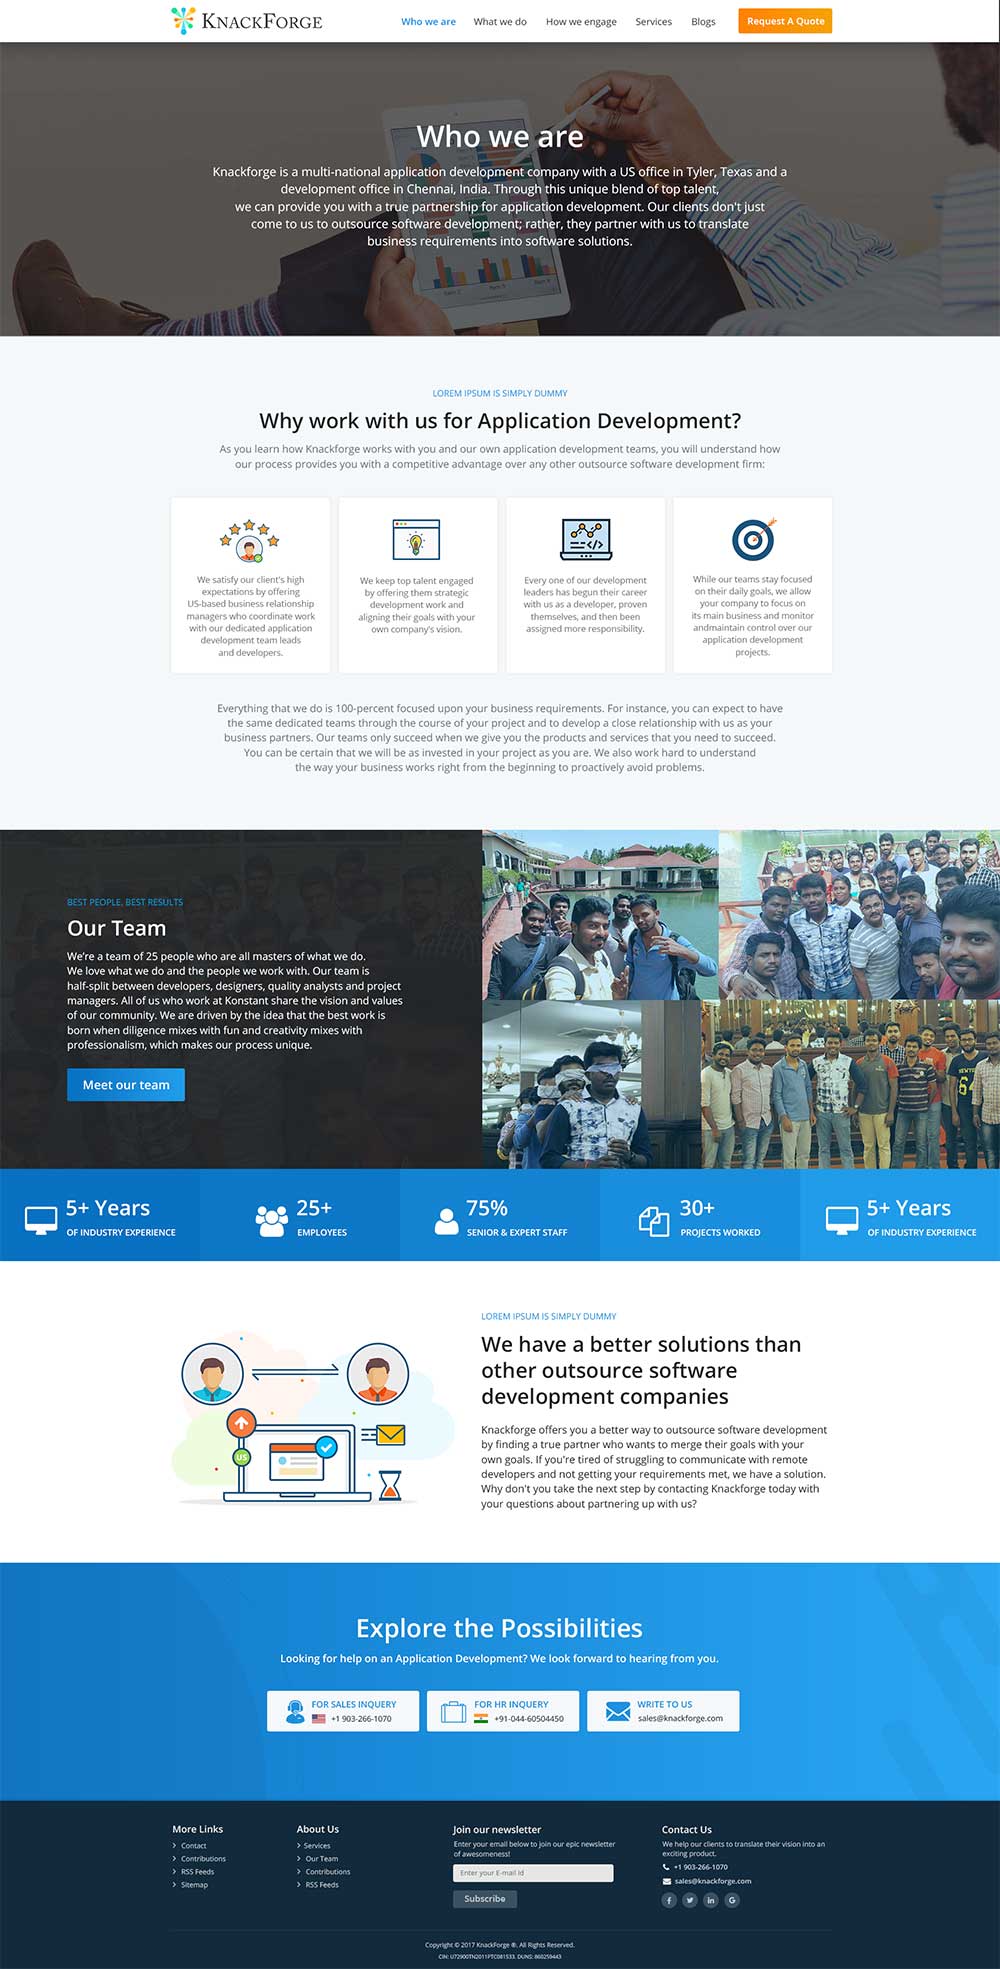 KNACKFORGE
Who we are
What we do
How we engage
Services
Blogs
Request A Quote
Who we are
Knackforge is a multi-national application development company with a US office in Tyler, Texas and a
development office in Chennai, India. Through this unique blend of top talent,
we can provide you with a true partnership for application development. Our clients don't just
come to us to outsource software development; rather, they partner with us to translate
business requirements into software solutions.
LOREM IPSUM IS SIMPLY DUMMY
Why work with us for Application Development?
As you learn how Knackforge works with you and our own application development teams, you will understand how
our process provides you with a competitive advantage over any other outsource software development firm:
We satisfy our client's high
expectations by offering
US-based business relationship
managers who coordinate work
with our dedicated application
development team leads
and developers.
We keep top talent engaged
by offering them strategic
development work and
aligning their goals with your
own company's vision.
Every one of our development
leaders has begun their career
with us as a developer, proven
themselves, and then been
assigned more responsibility.
While our teams stay focused
on their daily goals, we allow
your company to focus on
its main business and monitor
andmaintain control over our
application development
projects.
Everything that we do is 100-percent focused upon your business requirements. For instance, you can expect to have
the same dedicated teams through the course of your project and to develop a close relationship with us as your
business partners. Our teams only succeed when we give you the products and services that you need to succeed.
You can be certain that we will be as invested in your project as you are. We also work hard to understand
the way your business works right from the beginning to proactively avoid problems.
BEST PEOPLE, BEST RESULTS
Our Team
We're a team of 25 people who are all masters of what we do.
We love what we do and the people we work with. Our team is
half-split between developers, designers, quality analysts and project
managers. All of us who work at Konstant share the vision and values
of our community. We are driven by the idea that the best work is
born when diligence mixes with fun and creativity mixes with
professionalism, which makes our process unique.
Meet our team
5+ Years
OF INDUSTRY EXPERIENCE
25+
EMPLOYEES
75%
SENIOR & EXPERT STAFF
30+
PROJECTS WORKED
5+ Years
OF INDUSTRY EXPERIENCE
US
LOREM IPSUM IS SIMPLY DUMMY
We have a better solutions than
other outsource software
development companies
Knackforge offers you a better way to outsource software development
by finding a true partner who wants to merge their goals with your
own goals. If you're tired of struggling to communicate with remote
developers and not getting your requirements met, we have a solution.
Why don't you take the next step by contacting Knackforge today with
your questions about partnering up with us?
Explore the Possibilities
Looking for help on an Application Development? We look forward to hearing from you.
FOR SALES INQUERY
+1 903-266-1070
FOR HR INQUERY
+91-044-60504450
WRITE TO US
sales@knackforge.com
More Links
> Contact
> Contributions
> RSS Feeds
> Sitemap
About Us
> Services
> Our Team
> Contributions
> RSS Feeds
Join our newsletter
Enter your email below to join our epic newsletter
of awesomeness!
Enter your E-mail Id
Subscribe
Contact Us
We help our clients to translate their vision into an
exciting product.
+1 903-266-1070
sales@knackforge.com
Copyright © 2017 KnackForge ®. All Rights Reserved.
CIN: U72900TN2011PTC081533. DUNS: 860259443